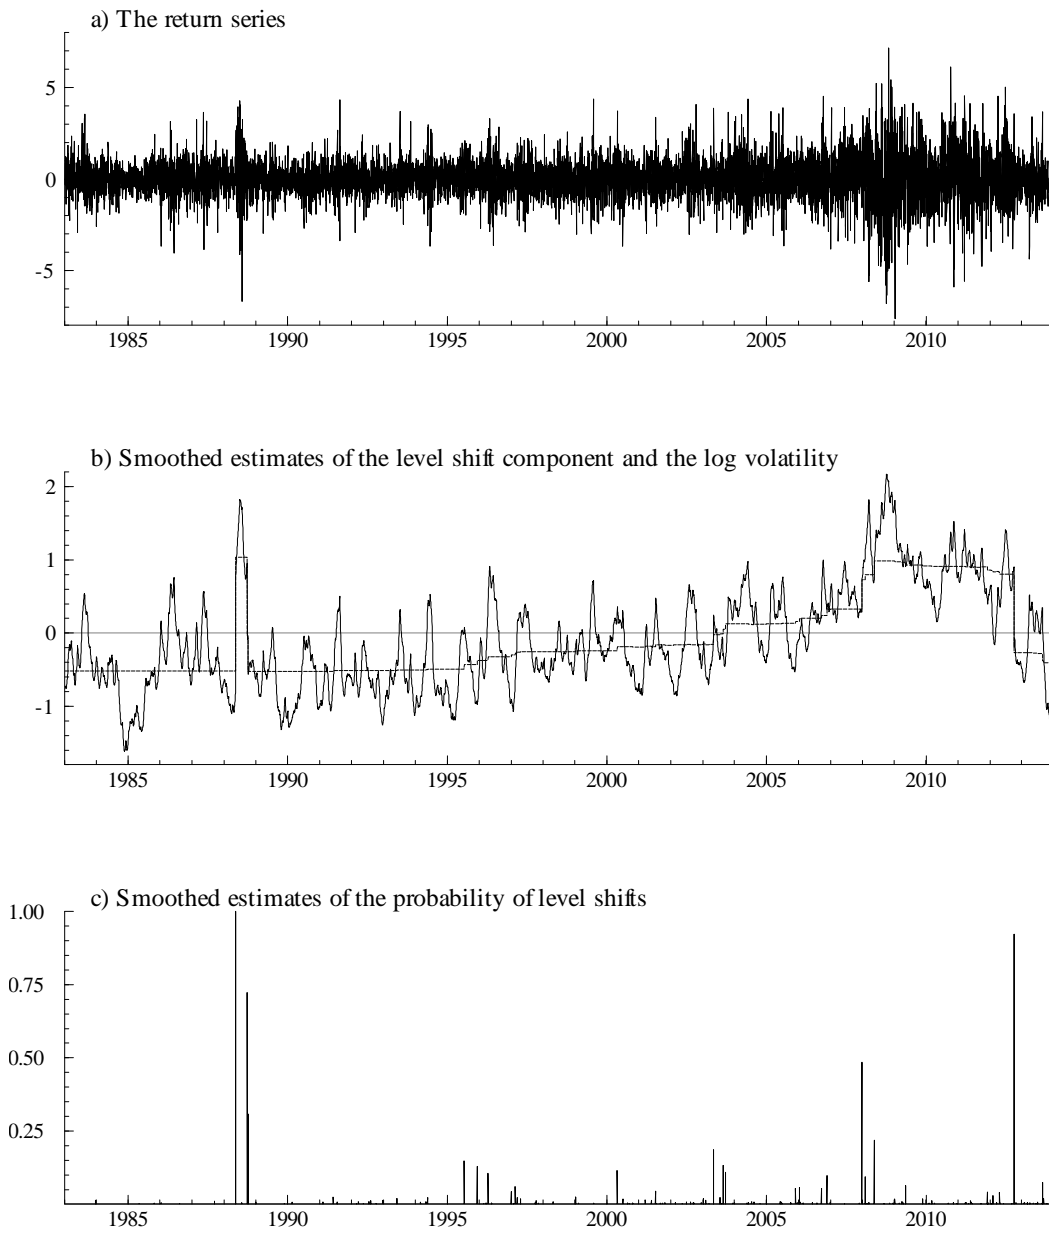 a) The return series
5
0
-5
1985 1990 1995 2000 2005 2010
b) Smoothed estimates of the level shift component and the log volatility
2
1
0
-1
1985 1990 1995 2000 2005 2010
c) Smoothed estimates of the probability of level shifts
1.00
0.75
0.50
0.25
1985 1990 1995 2000 2005 2010